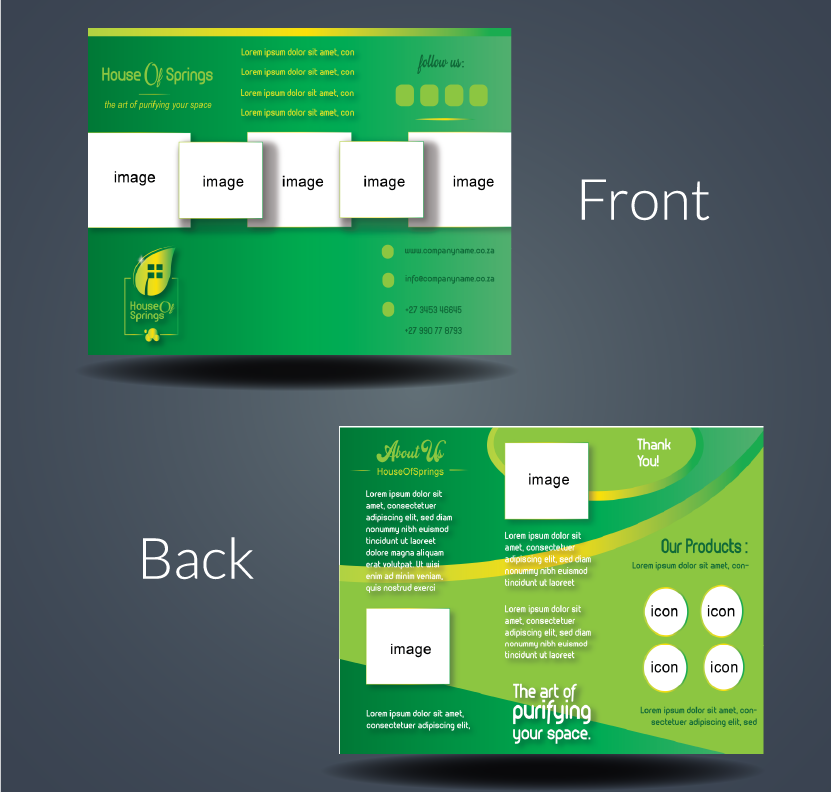 House Of Springs
the art of purifying your space
Lorem ipsum dolor sit amet, con
Lorem ipsum dolor sit amet, con
Lorem ipsum dolor sit amet, con
Lorem ipsum dolor sit amet, con
follow us:
image
image
image
image
image
House Of
Springs
www.companyname.co.za
info@companyname.co.za
+27 3453 46845
+27 990 77 8793
Front
Back
About Us
HouseOfSprings
Lorem ipsum dolor sit
amet, consectetuer
adipiscing elit, sed diam
nonummy nibh euismod
tincidunt ut laoreet
dolore magna aliquam
erat volutpat. Ut wisi
enim ad minim veniam,
quis nostrud exerci
image
Lorem ipsum dolor sit amet,
consectetuer adipiscing elit,
image
Lorem ipsum dolor sit
amet, consectetuer
adipiscing elit, sed diam
nonummy nibh euismod
tincidunt ut laoreet
Lorem ipsum dolor sit
amet, consectetuer
adipiscing elit, sed diam
nonummy nibh euismod
tincidunt ut laoreet
The art of
purifying
your space.
Thank
You!
Our Products :
Lorem ipsum dolor sit amet, con-
icon
icon
icon
icon
Lorem ipsum dolor sit amet, con-
sectetuer adipiscing elit, sed